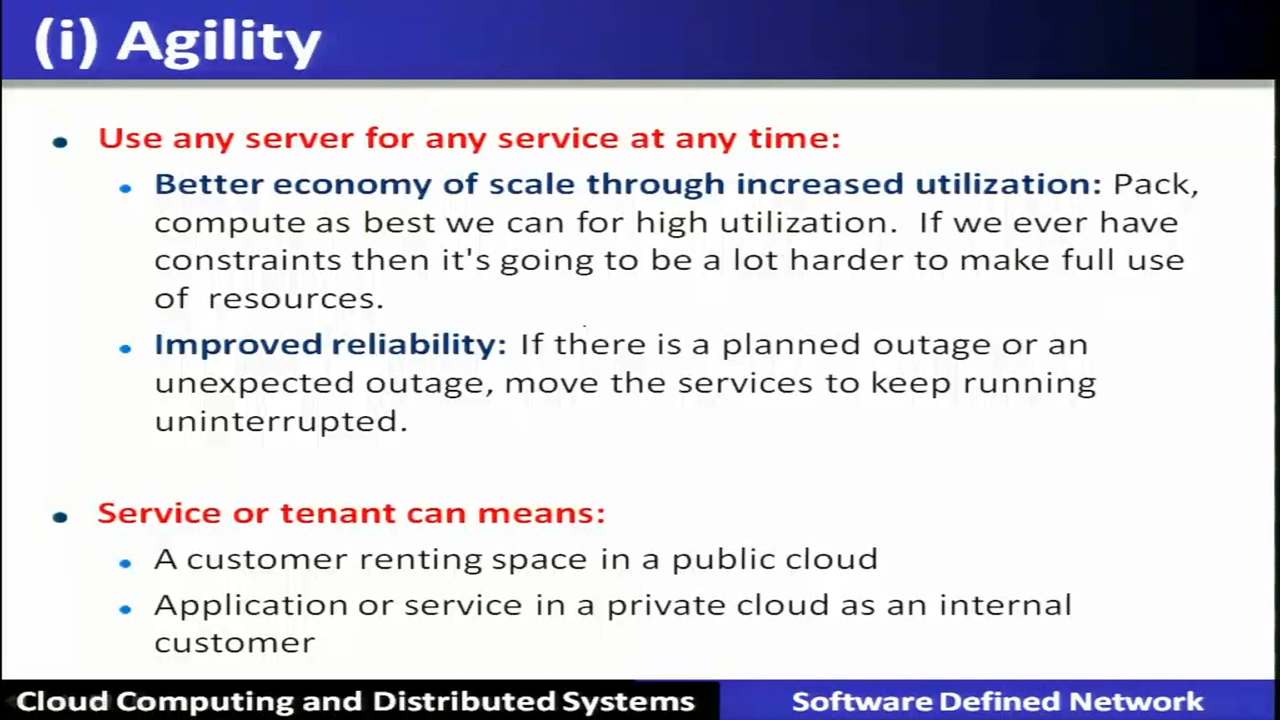 (i) Agility
Use any server for any service at any time:
Better economy of scale through increased utilization: Pack,
compute as best we can for high utilization. If we ever have
constraints then it's going to be a lot harder to make full use
of resources.
Improved reliability: If there is a planned outage or an
unexpected outage, move the services to keep running
uninterrupted.
Service or tenant can means:
A customer renting space in a public cloud
Application or service in a private cloud as an internal
customer
Cloud Computing and Distributed Systems
Software Defined Network